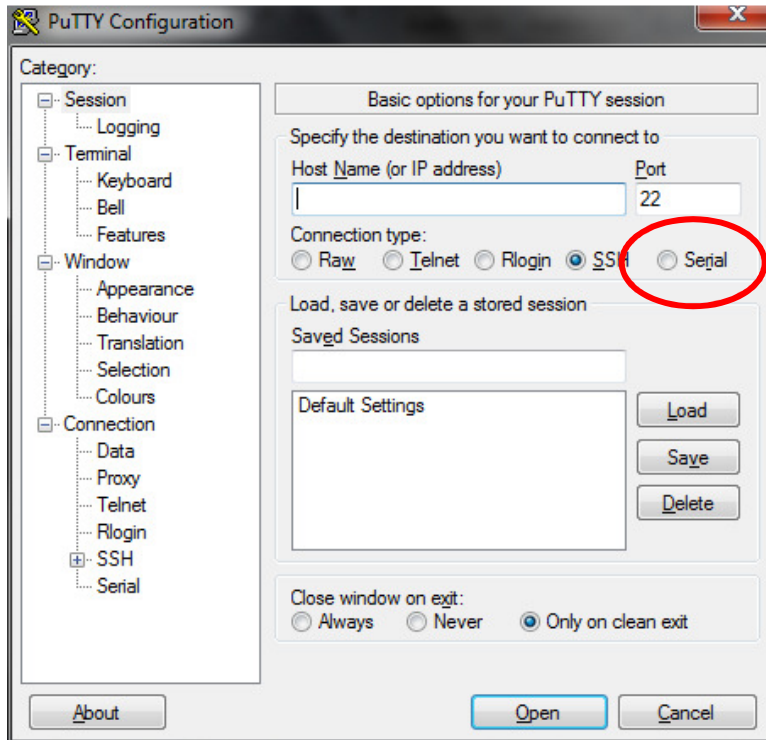 PuTTY Configuration
Category:
Session
Logging
Terminal
Keyboard
Bell
Features
Window
Appearance
Behaviour
Translation
Selection
Colours
Connection
Data
Proxy
Telnet
Rlogin
SSH
Serial
Basic options for your PuTTY session
Specify the destination you want to connect to
Host Name (or IP address) Port
22
Connection type:
Raw Telnet Rlogin SSH Serial
Load, save or delete a stored session
Saved Sessions
Default Settings
Load
Save
Delete
Close window on exit:
Always Never Only on clean exit
About Open Cancel